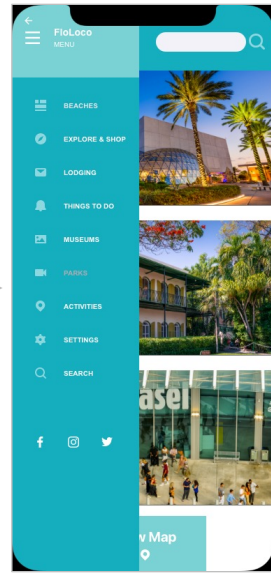 FloLoco
MENU
BEACHES
EXPLORE & SHOP
LODGING
THINGS TO DO
MUSEUMS
PARKS
ACTIVITIES
SETTINGS
SEARCH
asel
w Map